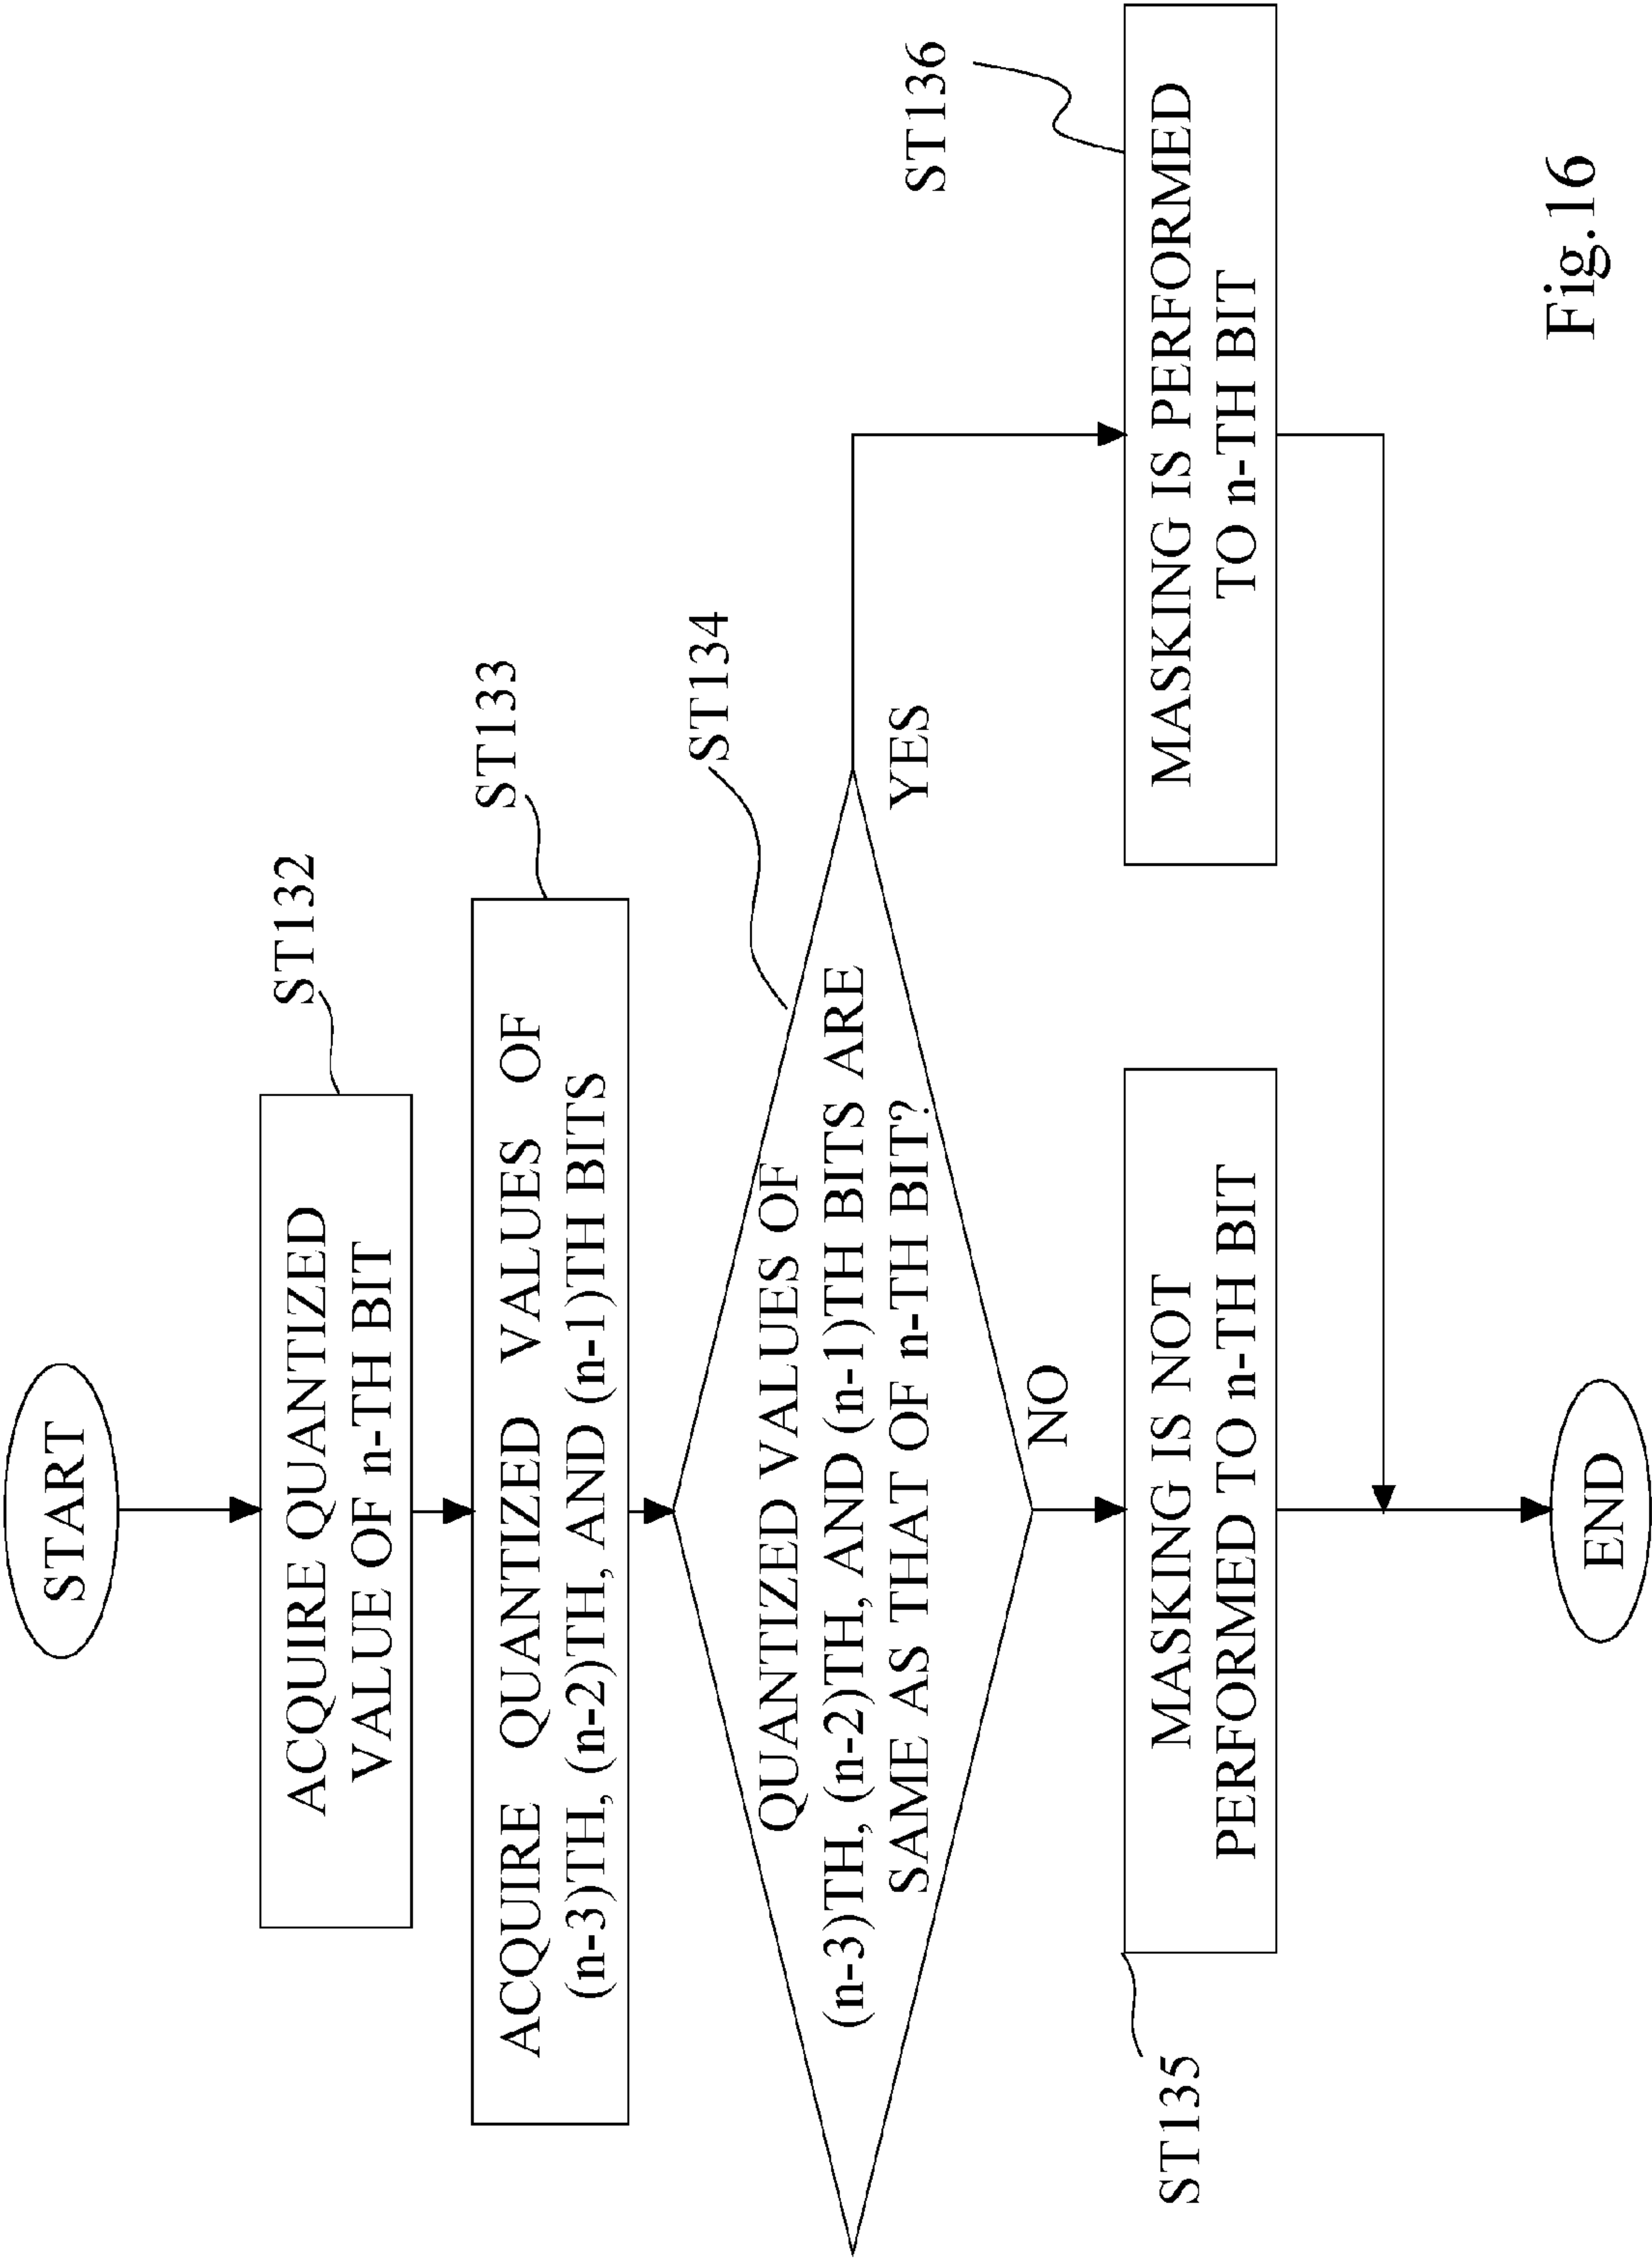 START
ST132
ACQUIRE QUANTIZED
VALUE OF n-TH BIT
ST133
ACQUIRE QUANTIZED VALUES OF
(n-3)TH, (n-2)TH, AND (n-1)TH BITS
ST134
QUANTIZED VALUES OF
(n-3)TH, (n-2)TH, AND (n-1)TH BITS ARE
SAME AS THAT OF n-TH BIT?
YES
NO
ST135
MASKING IS NOT
PERFORMED TO n-TH BIT
ST136
MASKING IS PERFORMED
TO n-TH BIT
END
Fig.16